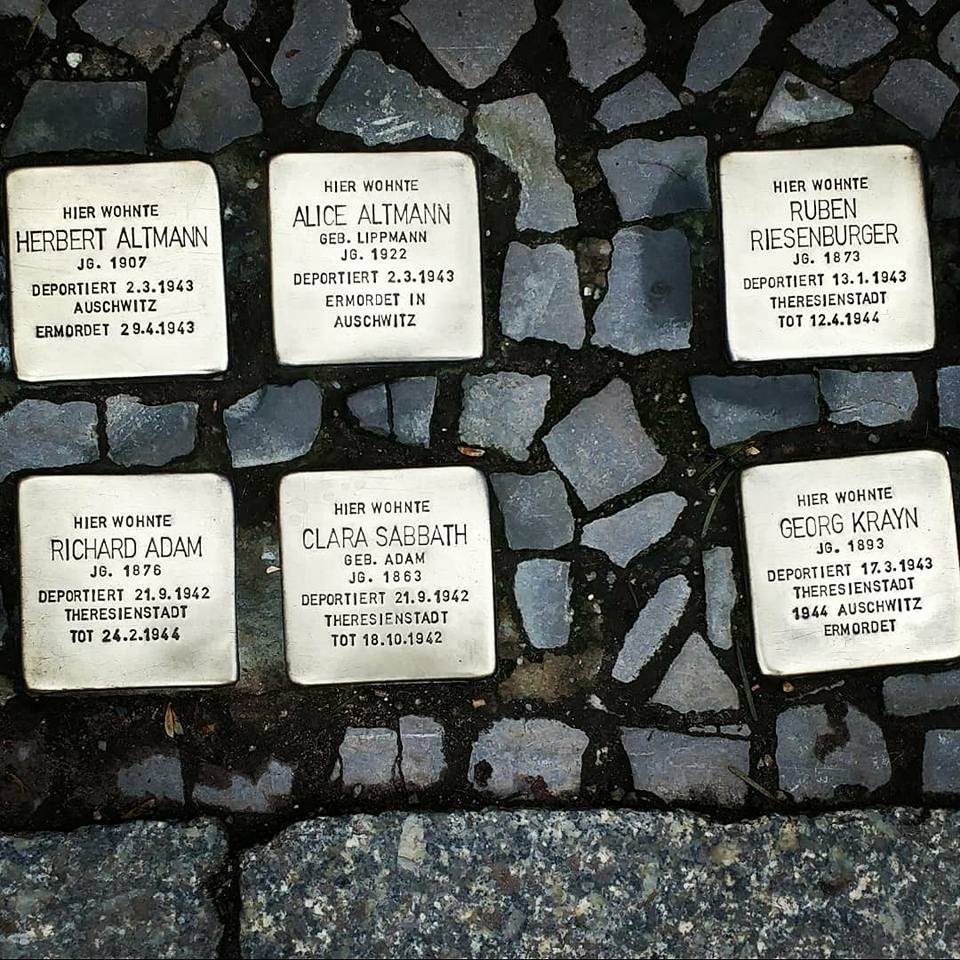 HIER WOHNTE
HERBERT ALTMANN
JG. 1907
DEPORTIERT 2.3.1943
AUSCHWITZ
ERMORDET 29.4.1943
HIER WOHNTE
ALICE ALTMANN
GEB. LIPPMANN
JG. 1922
DEPORTIERT 2.3.1943
ERMORDET IN
AUSCHWITZ
HIER WOHNTE
RUBEN
RIESENBURGER
JG. 1873
DEPORTIERT 13.1.1943
THERESIENSTADT
TOT 12.4.1944
HIER WOHNTE
RICHARD ADAM
JG. 1876
DEPORTIERT 21.9.1942
THERESIENSTADT
TOT 24.2.1944
HIER WOHNTE
CLARA SABBATH
GEB. ADAM
JG. 1863
DEPORTIERT 21.9.1942
THERESIENSTADT
TOT 18.10.1942
HIER WOHNTE
GEORG KRAYN
JG. 1893
DEPORTIERT 17.3.1943
THERESIENSTADT
1944 AUSCHWITZ
ERMORDET